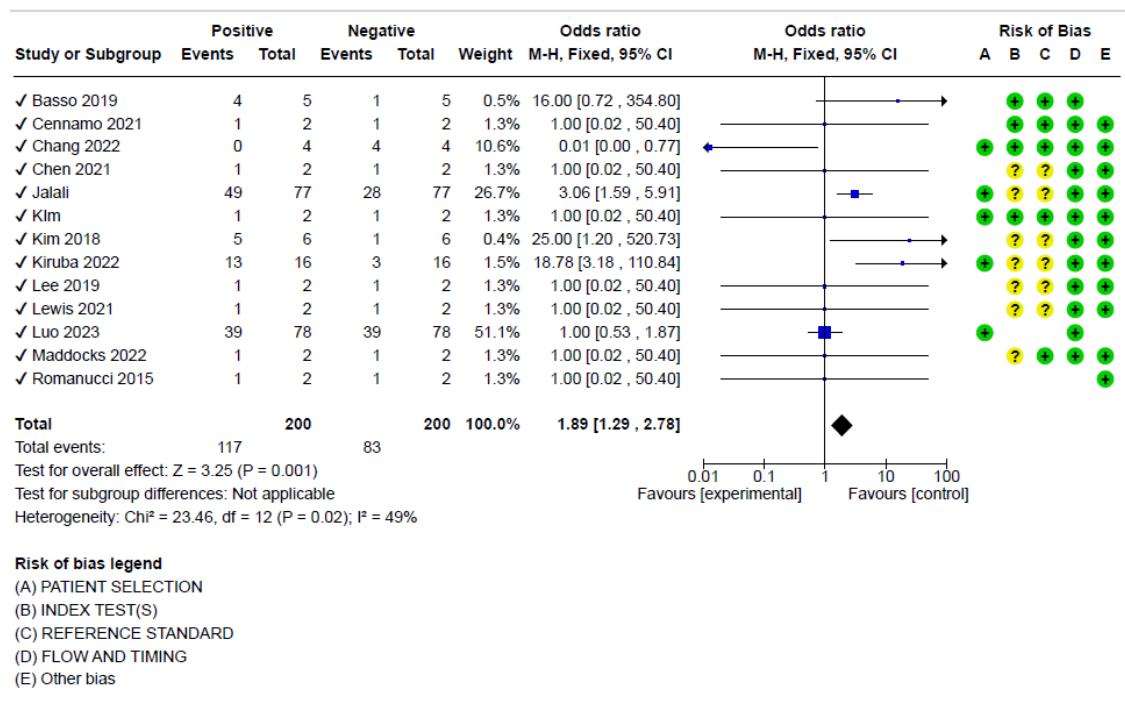 Positive Negative Odds ratio Odds ratio Risk of Bias
Study or Subgroup Events Total Events Total Weight M-H, Fixed, 95% CI M-H, Fixed, 95% CI A B C D E
✓ Basso 2019 4 5 1 5 0.5% 16.00 [0.72 , 354.80] + + +
✓ Cennamo 2021 1 2 1 2 1.3% 1.00 [0.02 , 50.40] + + + +
✓ Chang 2022 0 4 4 4 10.6% 0.01 [0.00 , 0.77] + + + + +
✓ Chen 2021 1 2 1 2 1.3% 1.00 [0.02 , 50.40] ? ? + +
✓ Jalali 49 77 28 77 26.7% 3.06 [1.59 , 5.91] + ? ? + +
✓ KIm 1 2 1 2 1.3% 1.00 [0.02 , 50.40] + + + + +
✓ Kim 2018 5 6 1 6 0.4% 25.00 [1.20 , 520.73] ? ? + +
✓ Kiruba 2022 13 16 3 16 1.5% 18.78 [3.18 , 110.84] + ? ? + +
✓ Lee 2019 1 2 1 2 1.3% 1.00 [0.02 , 50.40] ? ? + +
✓ Lewis 2021 1 2 1 2 1.3% 1.00 [0.02 , 50.40] ? ? + +
✓ Luo 2023 39 78 39 78 51.1% 1.00 [0.53 , 1.87] + +
✓ Maddocks 2022 1 2 1 2 1.3% 1.00 [0.02 , 50.40] ? + + +
✓ Romanucci 2015 1 2 1 2 1.3% 1.00 [0.02 , 50.40] +
Total 200 200 100.0% 1.89 [1.29 , 2.78]
Total events: 117 83
Test for overall effect: Z = 3.25 (P = 0.001)
0.01 0.1 1 10 100
Test for subgroup differences: Not applicable
Favours [experimental] Favours [control]
Heterogeneity: Chi² = 23.46, df = 12 (P = 0.02); I² = 49%
Risk of bias legend
(A) PATIENT SELECTION
(B) INDEX TEST(S)
(C) REFERENCE STANDARD
(D) FLOW AND TIMING
(E) Other bias